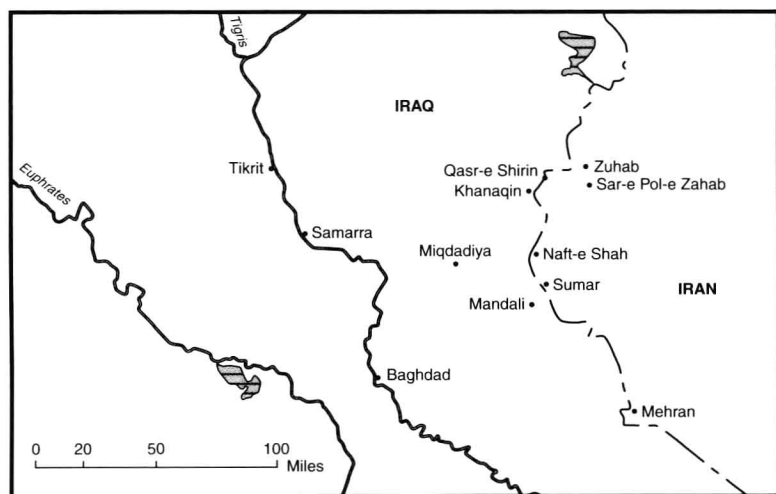 Tigris
IRAQ
Euphrates
Tikrit
Qasr-e Shirin
Zuhab
Khanaqin
Sar-e Pol-e Zahab
Samarra
Miqdadiya
Naft-e Shah
Sumar
IRAN
Mandali
Baghdad
Mehran
0 20 50 100
Miles